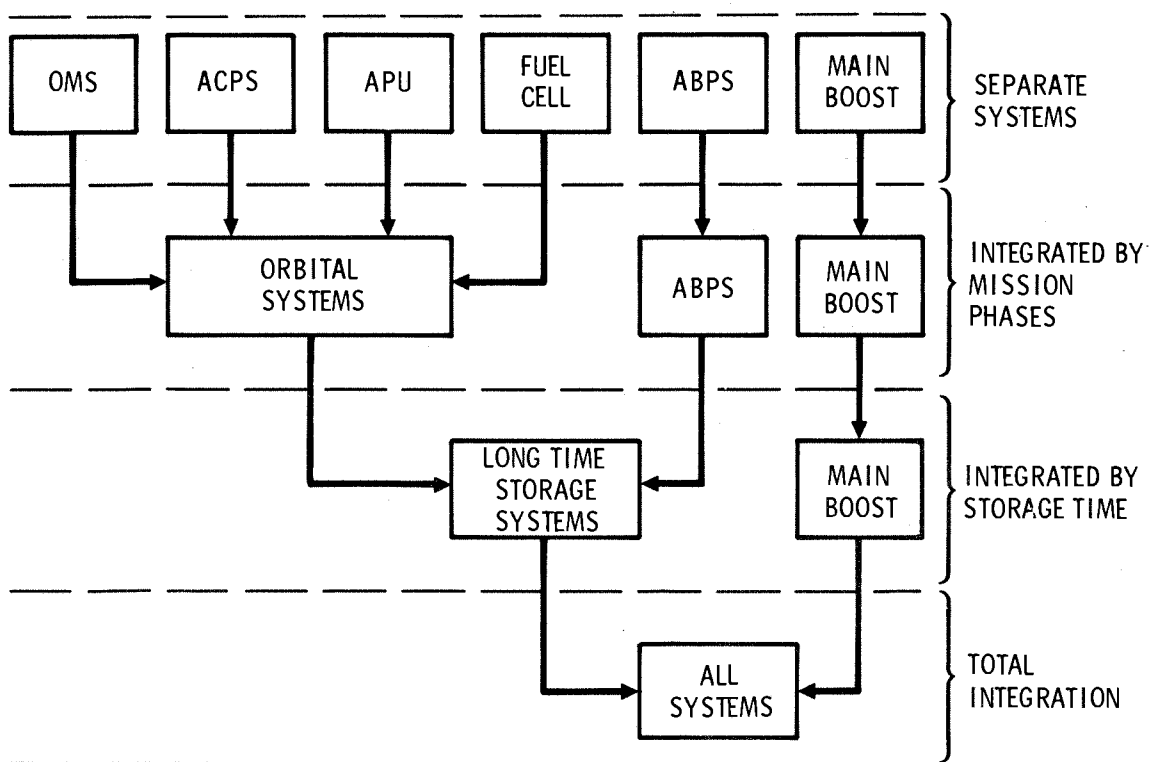 OMS
ACPS
APU
FUEL
CELL
ABPS
MAIN
BOOST
SEPARATE
SYSTEMS
ORBITAL
SYSTEMS
ABPS
MAIN
BOOST
INTEGRATED BY
MISSION
PHASES
LONG TIME
STORAGE
SYSTEMS
MAIN
BOOST
INTEGRATED BY
STORAGE TIME
ALL
SYSTEMS
TOTAL
INTEGRATION